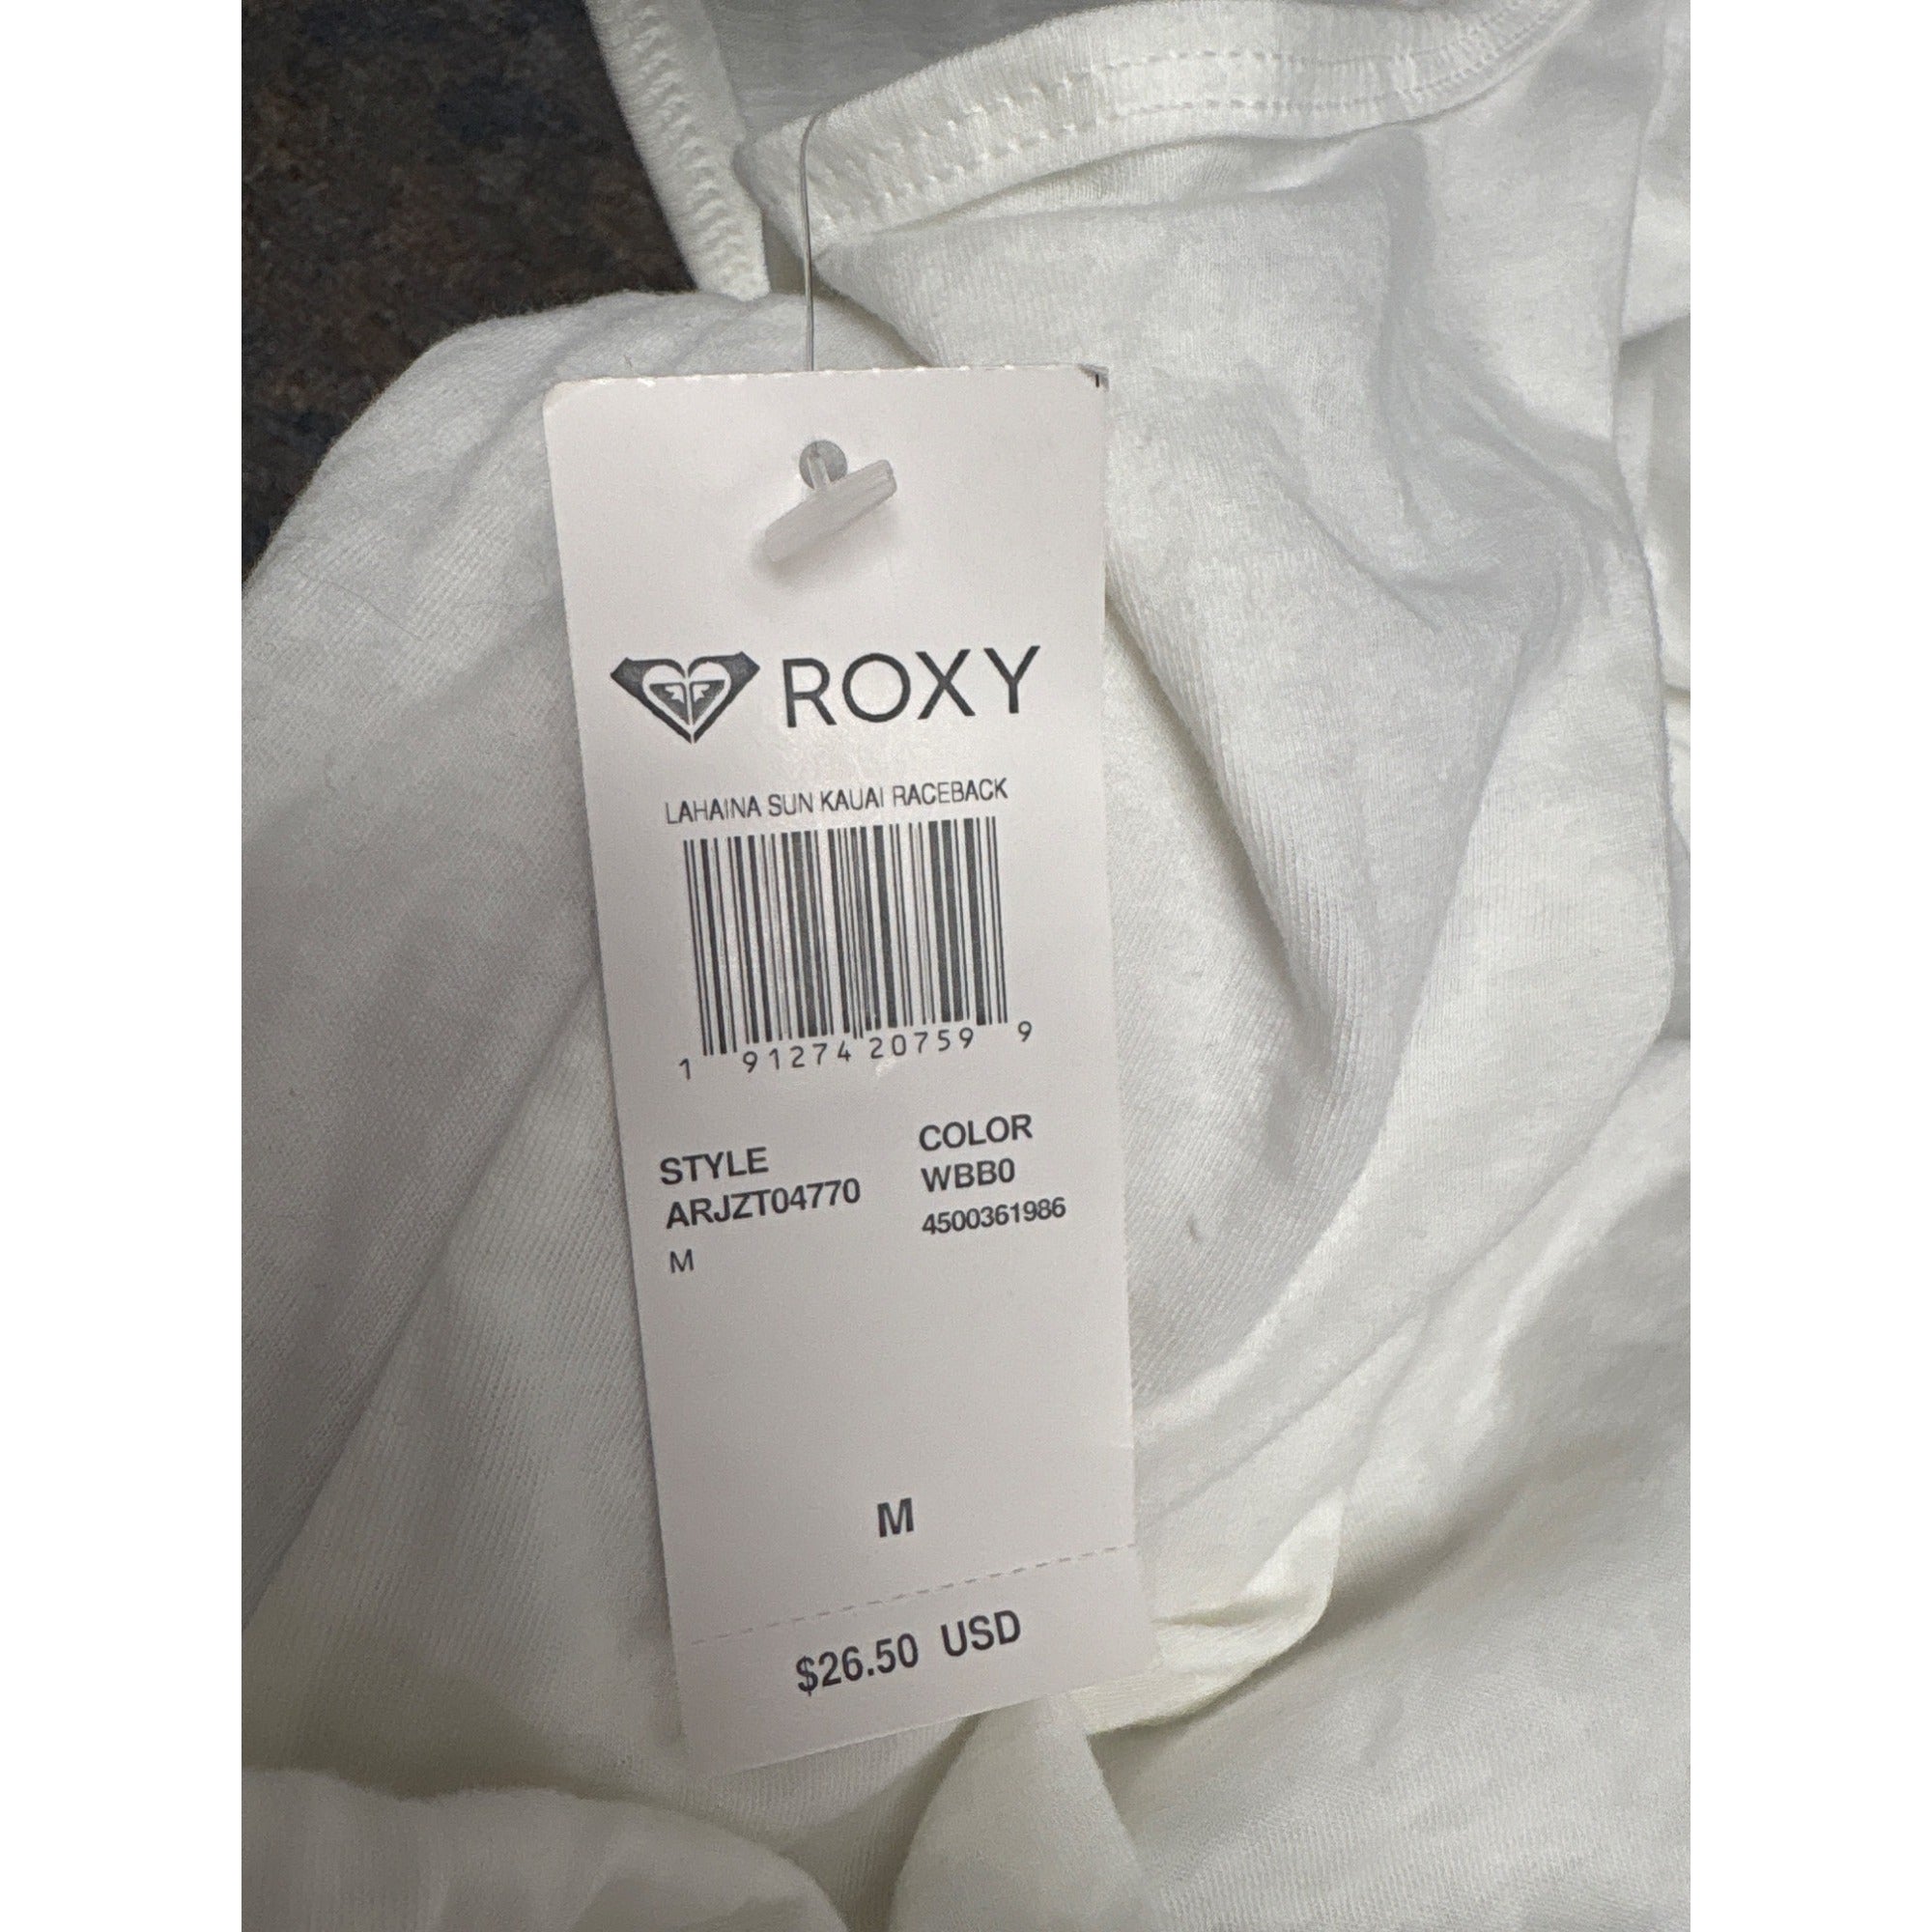 ROXY
LAHAINA SUN KAUAI RACEBACK
1 91274 20759 9
STYLE
ARJZT04770
M
COLOR
WBB0
4500361986
M
$26.50 USD